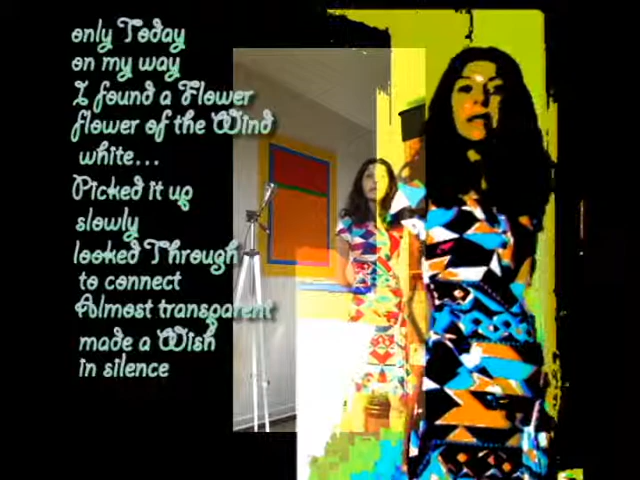 only Today
on my way
I found a Flower
flower of the Wind
white...
Picked it up
slowly
looked Through
to connect
Almost transparent
made a Wish
in silence